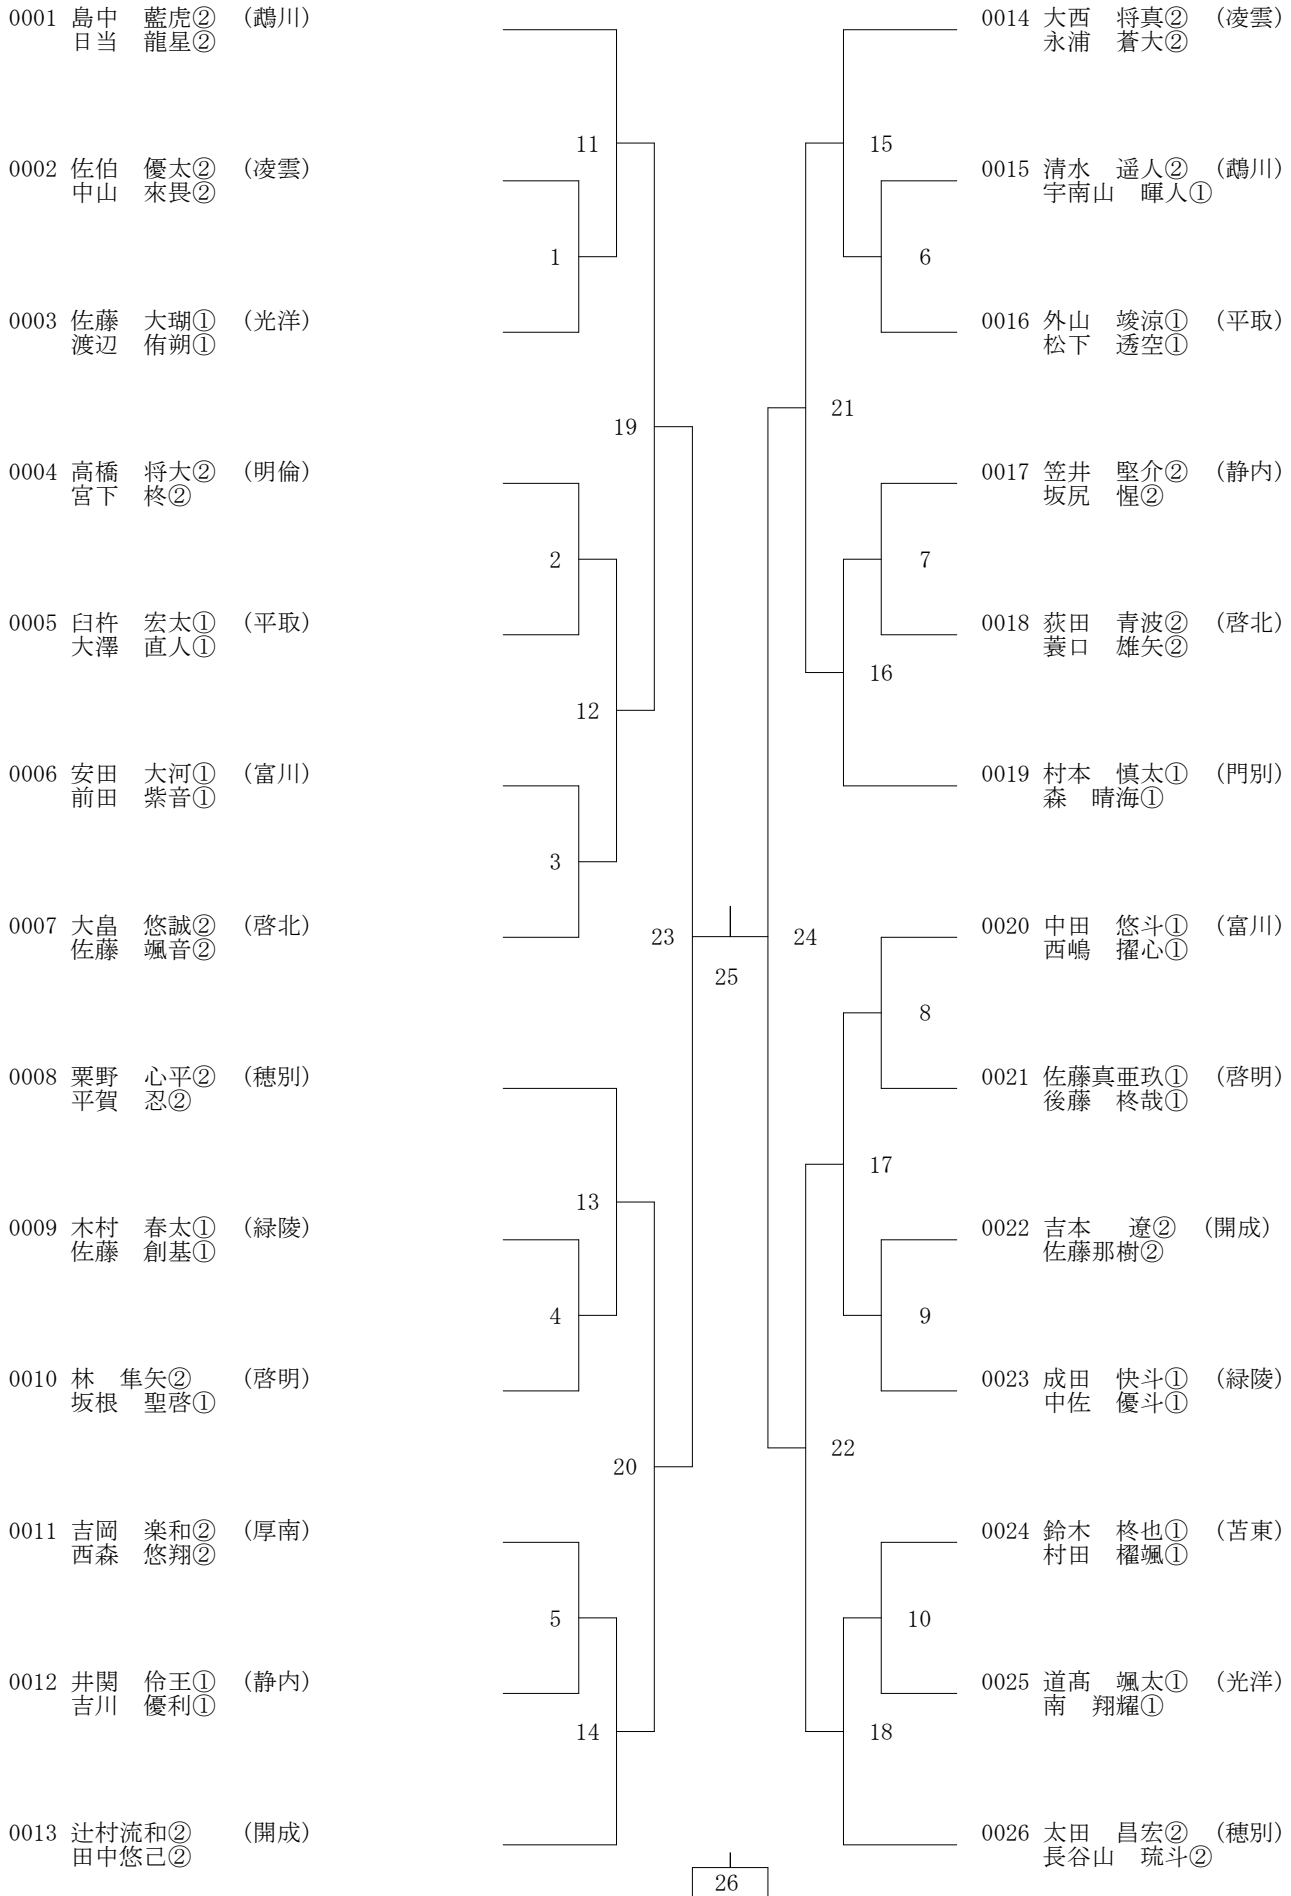 0001 島中　藍虎②　（鵡川）
日当　龍星②
11
0002 佐伯　優太②　（凌雲）
中山　來畏②
1
0003 佐藤　大瑚①　（光洋）
渡辺　侑朔①
19
0004 高橋　将大②　（明倫）
宮下　柊②
2
0005 臼杵　宏太①　（平取）
大澤　直人①
12
0006 安田　大河①　（富川）
前田　紫音①
3
0007 大畠　悠誠②　（啓北）
佐藤　颯音②
23
25
0008 粟野　心平②　（穂別）
平賀　忍②
13
0009 木村　春太①　（緑陵）
佐藤　創基①
4
0010 林　隼矢②　（啓明）
坂根　聖啓①
20
0011 吉岡　楽和②　（厚南）
西森　悠翔②
5
0012 井関　伶王①　（静内）
吉川　優利①
14
0013 辻村流和②　（開成）
田中悠己②
26
0014 大西　将真②　（凌雲）
永浦　蒼大②
15
0015 清水　遥人②　（鵡川）
宇南山　暉人①
6
0016 外山　竣涼①　（平取）
松下　透空①
21
0017 笠井　堅介②　（静内）
坂尻　惺②
7
0018 荻田　青波②　（啓北）
蓑口　雄矢②
16
0019 村本　慎太①　（門別）
森　晴海①
24
0020 中田　悠斗①　（富川）
西嶋　擢心①
8
0021 佐藤真亜玖①　（啓明）
後藤　柊哉①
17
0022 吉本　遼②　（開成）
佐藤那樹②
9
0023 成田　快斗①　（緑陵）
中佐　優斗①
22
0024 鈴木　柊也①　（苫東）
村田　櫂颯①
10
0025 道髙　颯太①　（光洋）
南　翔耀①
18
0026 太田　昌宏②　（穂別）
長谷山　琉斗②